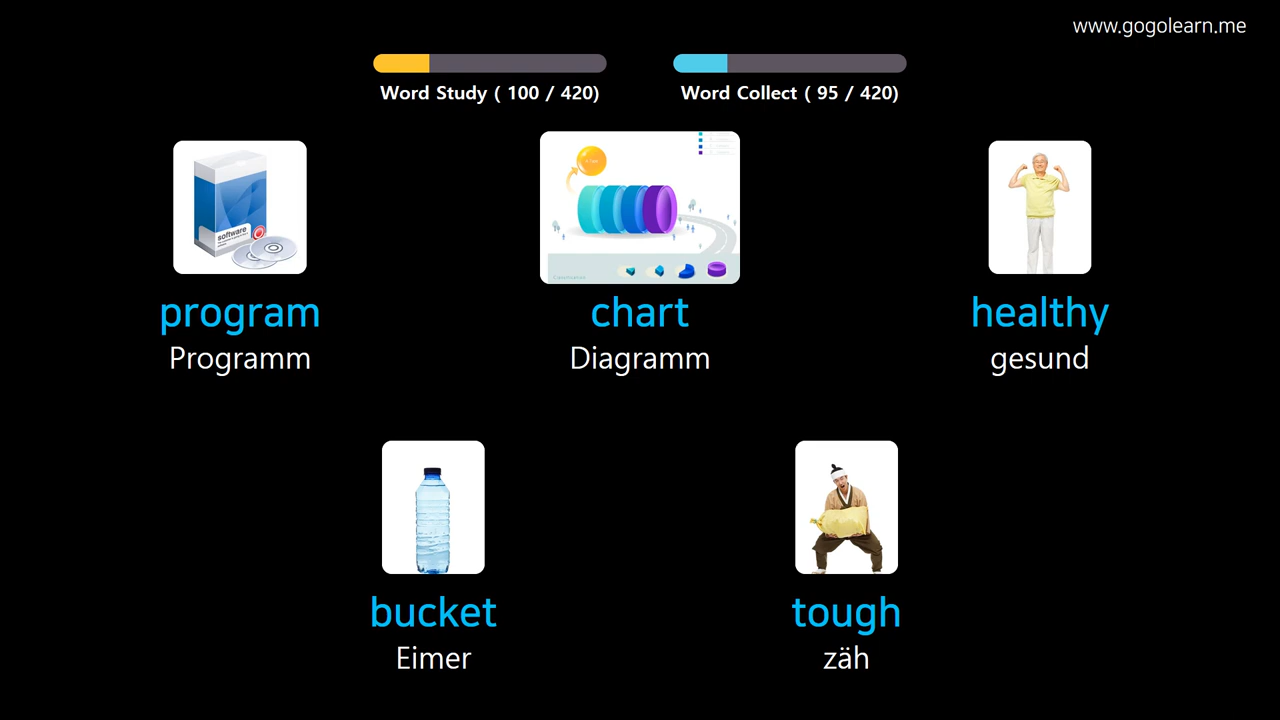 www.gogolearn.me
Word Study ( 100 / 420)
Word Collect ( 95 / 420)
software
program
Programm
chart
Diagramm
healthy
gesund
bucket
Eimer
tough
zäh